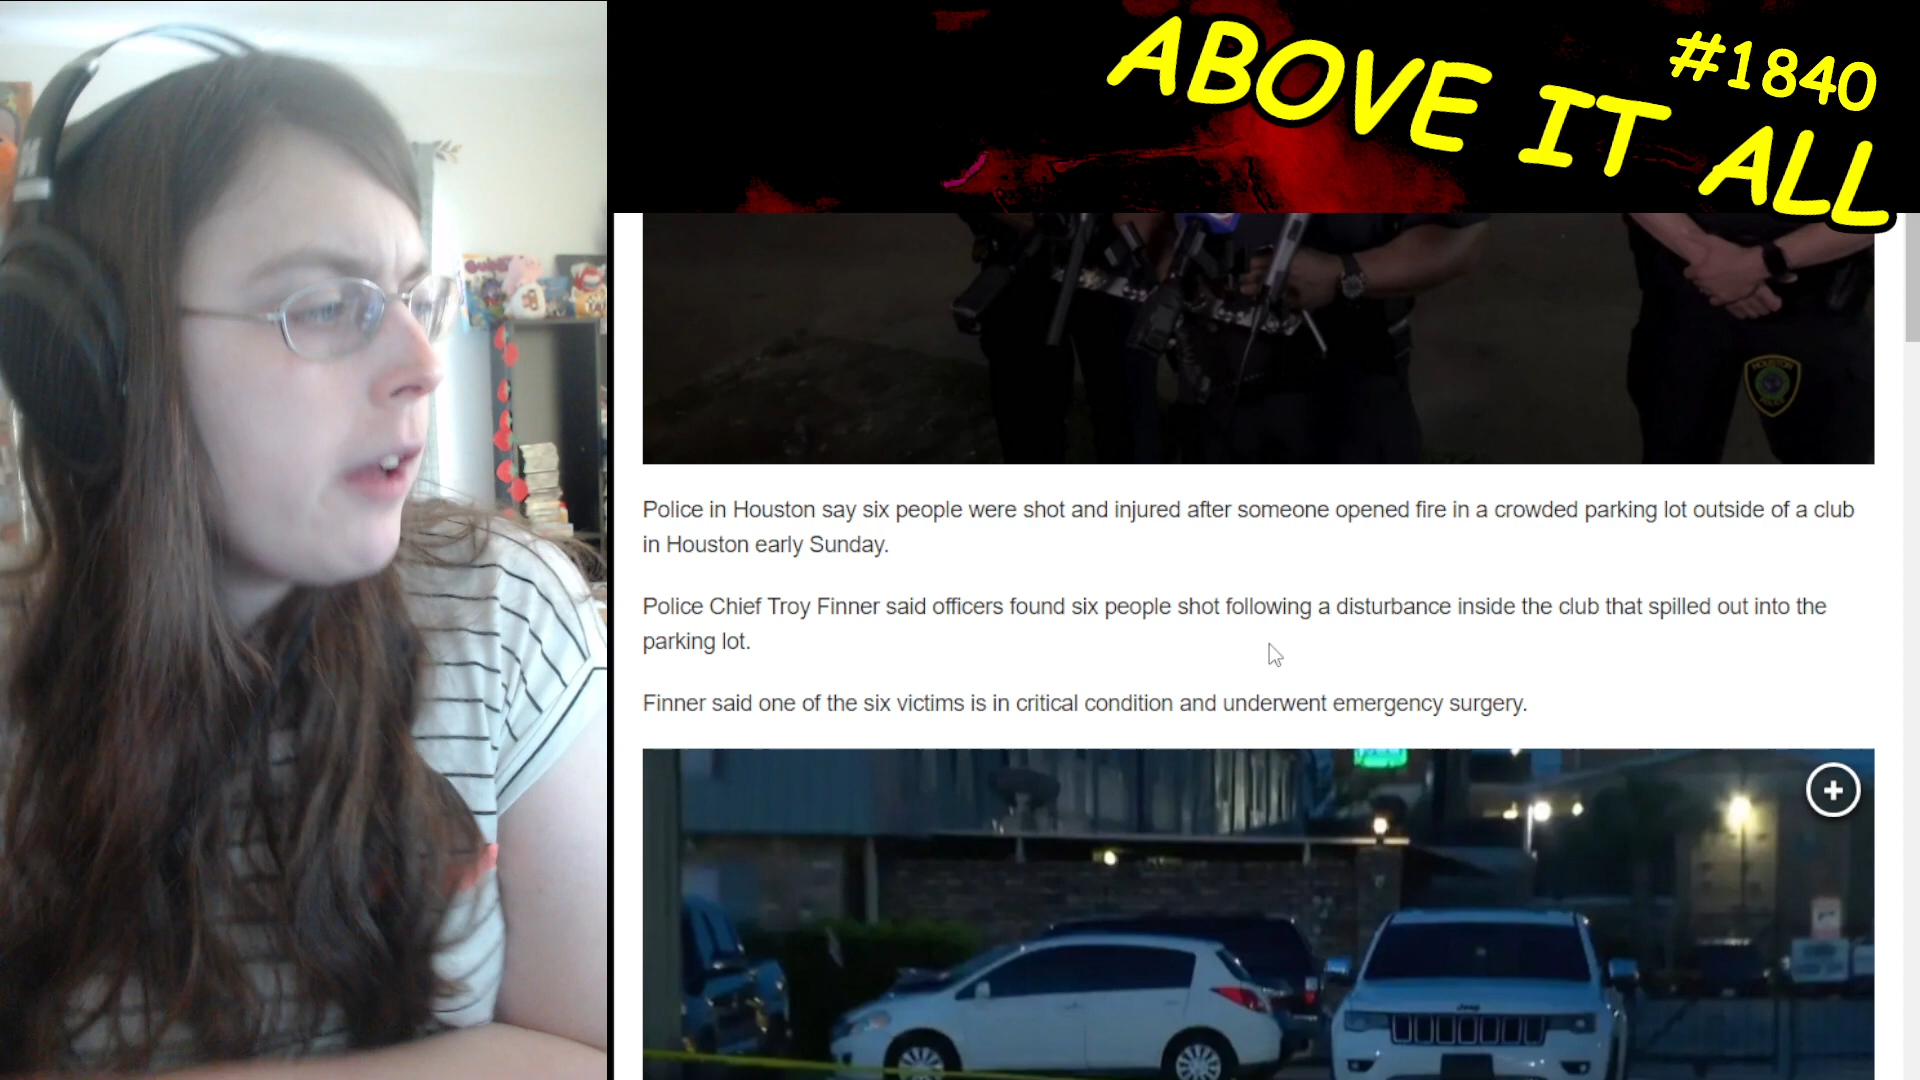 #1840
ABOVE IT ALL
HOUSTON
POLICE
Police in Houston say six people were shot and injured after someone opened fire in a crowded parking lot outside of a club
in Houston early Sunday.
Police Chief Troy Finner said officers found six people shot following a disturbance inside the club that spilled out into the
parking lot.
Finner said one of the six victims is in critical condition and underwent emergency surgery.
Jeep